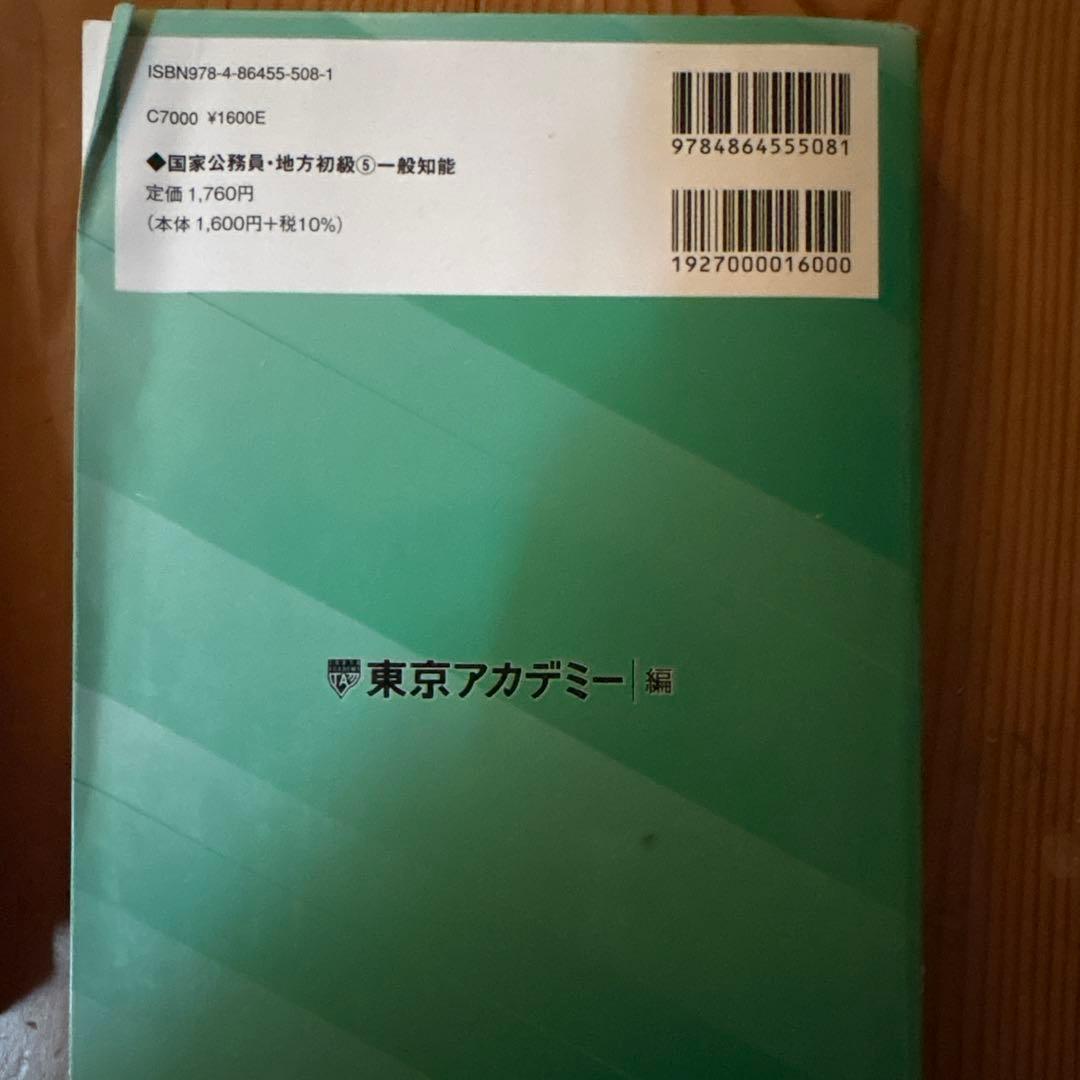 ISBN978-4-86455-508-1
C7000 ¥1600E
◆国家公務員・地方初級⑤一般知能
定価1,760円
(本体1,600円+税10%)
9784864555081
1927000016000
TA
東京アカデミー 編